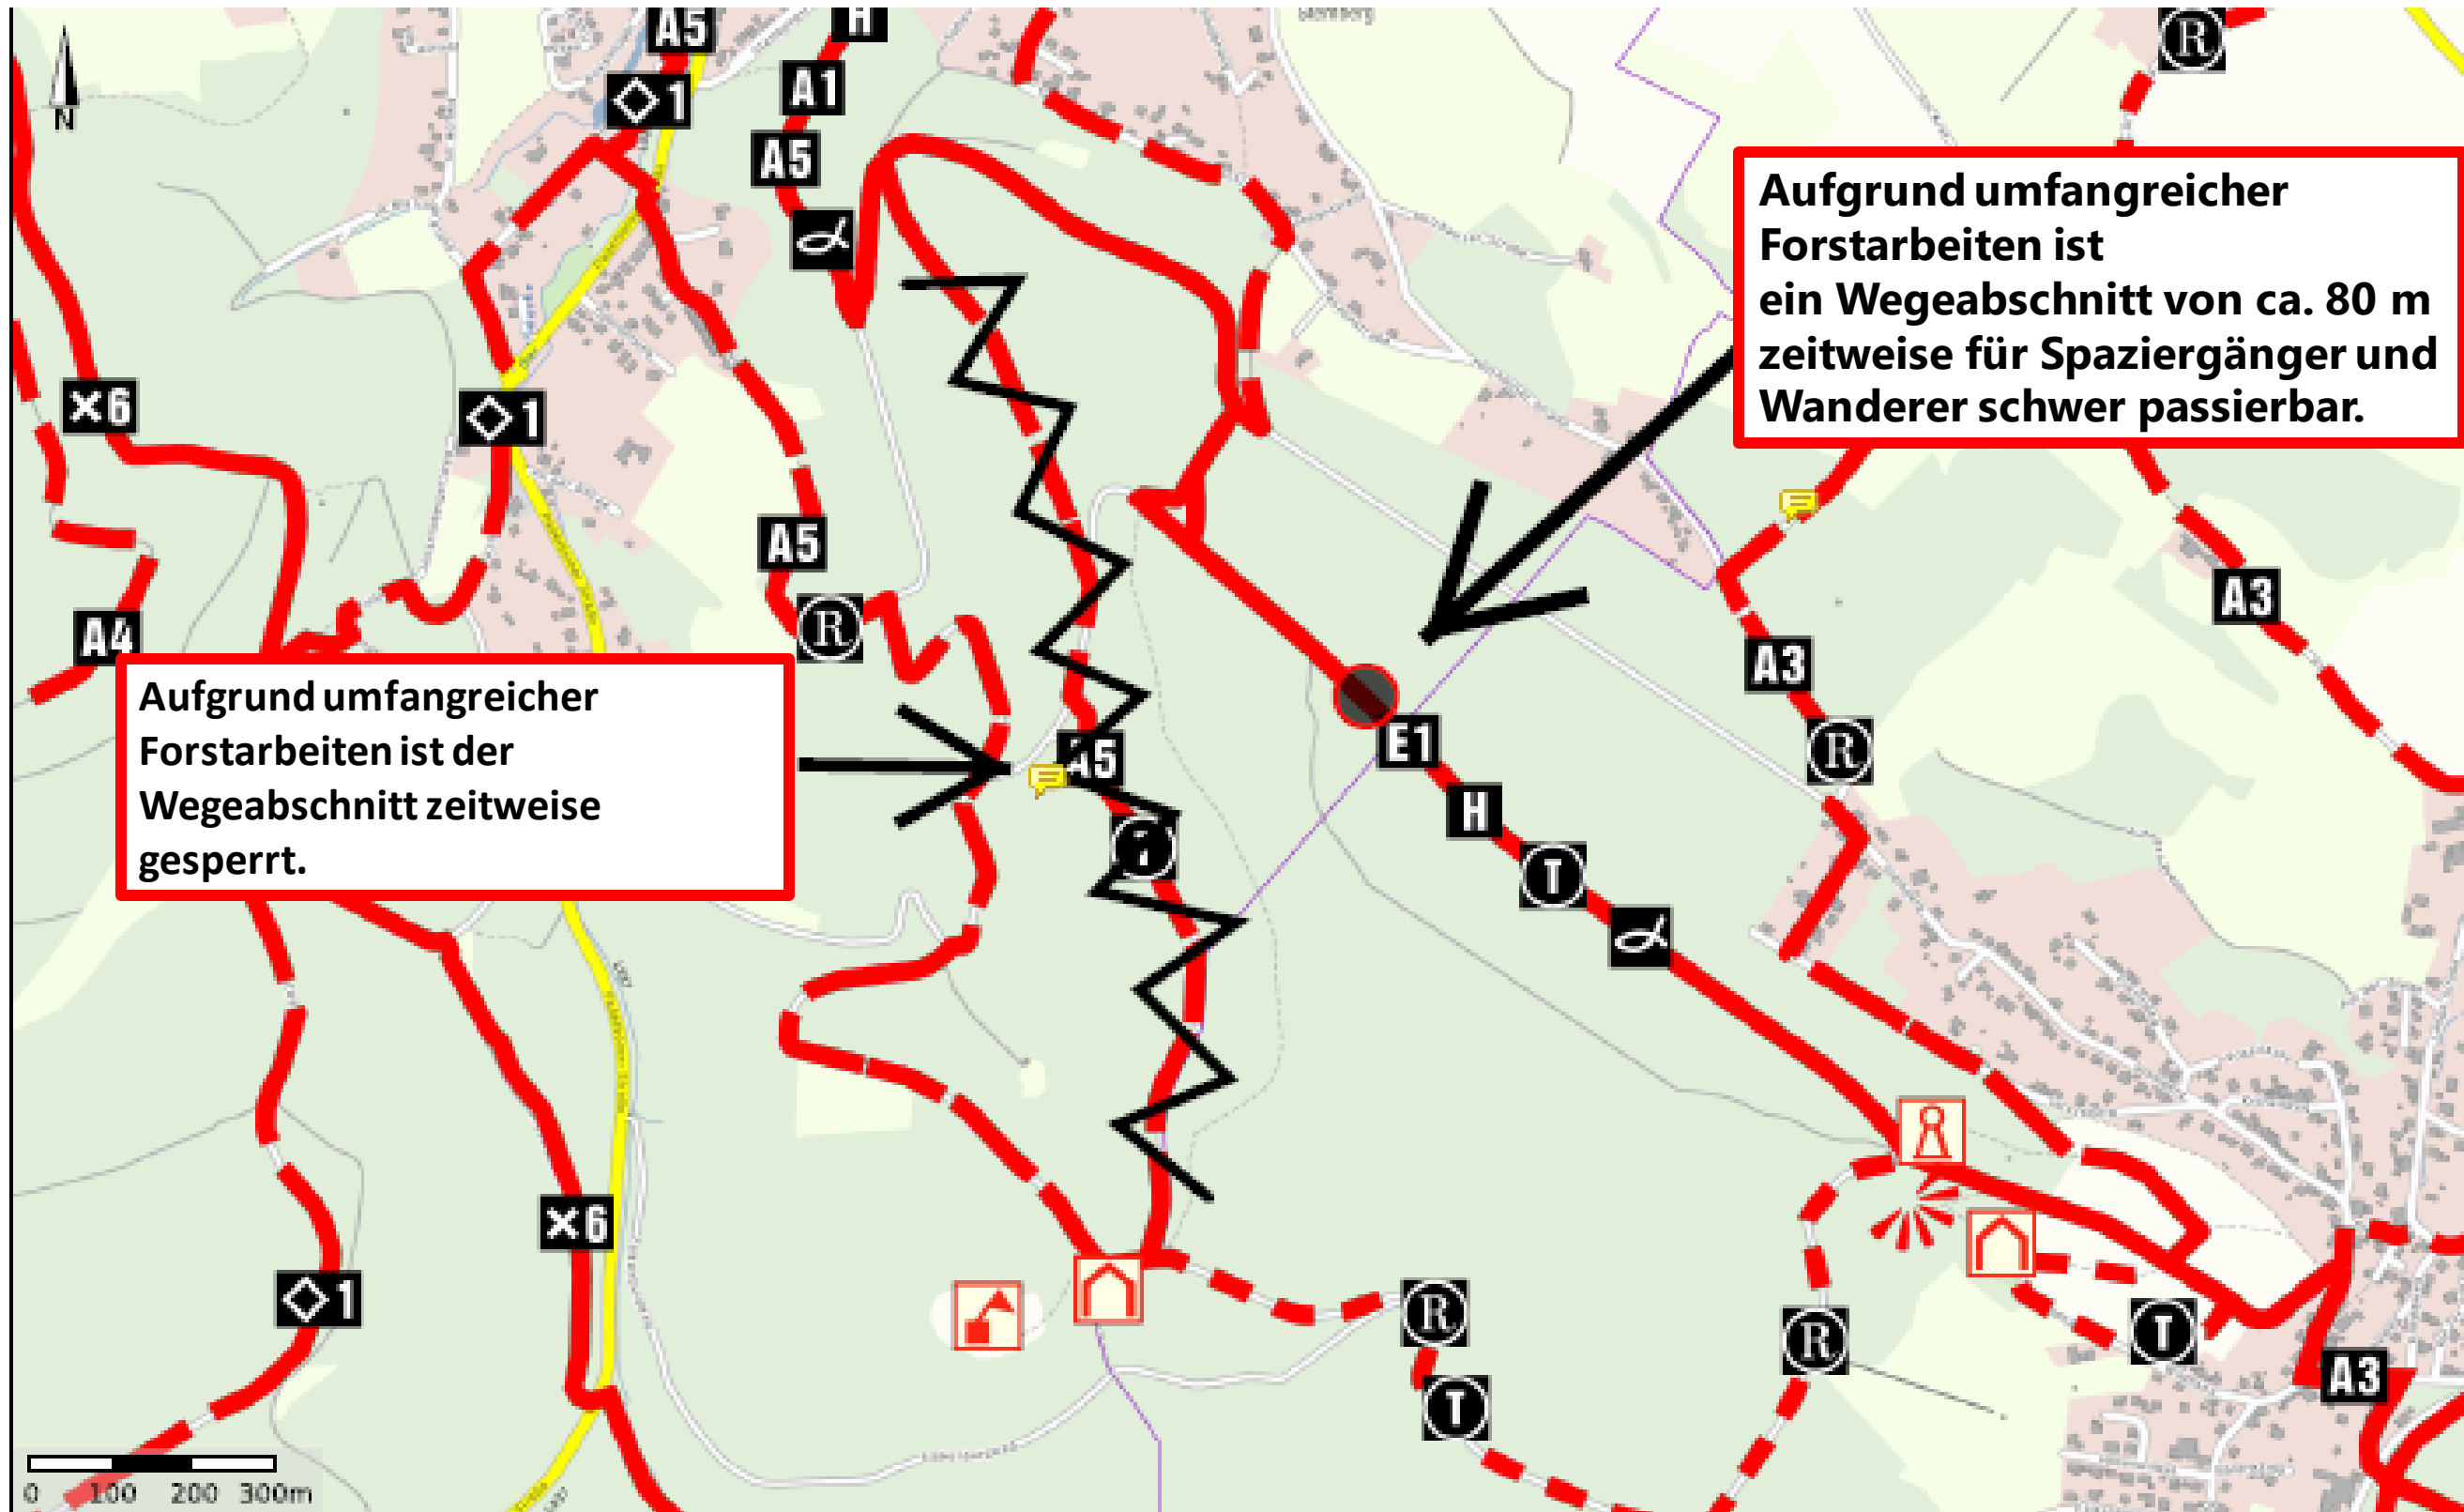 A5
H
◇1
A1
A5
R
N
Aufgrund umfangreicher
Forstarbeiten ist
ein Wegeabschnitt von ca. 80 m
zeitweise für Spaziergänger und
Wanderer schwer passierbar.
×6
◇1
A5
R
A3
A3
A4
R
Aufgrund umfangreicher
Forstarbeiten ist der
Wegeabschnitt zeitweise
gesperrt.
A5
E1
H
T
×6
◇1
R
R
T
T
A3
0 100 200 300m